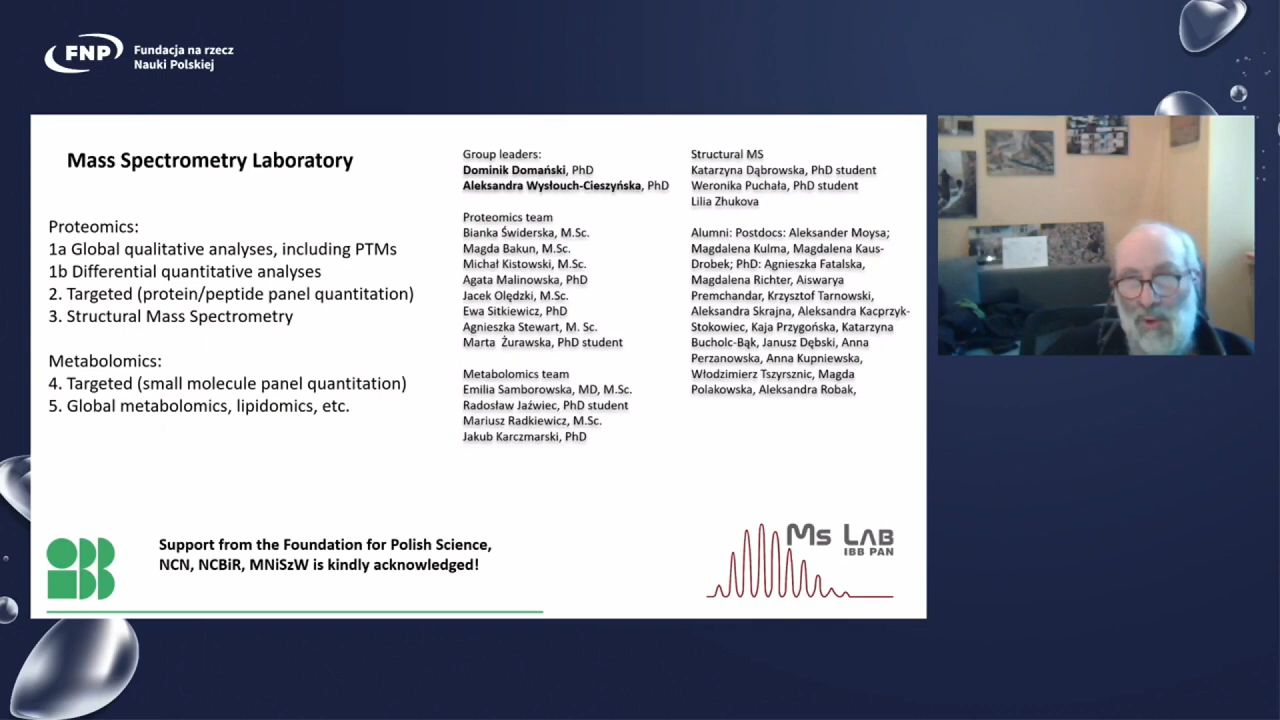 FNP
Fundacja na rzecz
Nauki Polskiej
Mass Spectrometry Laboratory
Proteomics:
1a Global qualitative analyses, including PTMs
1b Differential quantitative analyses
2. Targeted (protein/peptide panel quantitation)
3. Structural Mass Spectrometry
Metabolomics:
4. Targeted (small molecule panel quantitation)
5. Global metabolomics, lipidomics, etc.
Group leaders:
Dominik Domański, PhD
Aleksandra Wysłouch-Cieszyńska, PhD
Proteomics team
Bianka Świderska, M.Sc.
Magda Bakun, M.Sc.
Michał Kistowski, M.Sc.
Agata Malinowska, PhD
Jacek Olędzki, M.Sc.
Ewa Sitkiewicz, PhD
Agnieszka Stewart, M. Sc.
Marta Żurawska, PhD student
Metabolomics team
Emilia Samborowska, MD, M.Sc.
Radosław Jaźwiec, PhD student
Mariusz Radkiewicz, M.Sc.
Jakub Karczmarski, PhD
Structural MS
Katarzyna Dąbrowska, PhD student
Weronika Puchała, PhD student
Lilia Zhukova
Alumni: Postdocs: Aleksander Moysa;
Magdalena Kulma, Magdalena Kaus-
Drobek; PhD: Agnieszka Fatalska,
Magdalena Richter, Aiswarya
Premchandar, Krzysztof Tarnowski,
Aleksandra Skrajna, Aleksandra Kacprzyk-
Stokowiec, Kaja Przygońska, Katarzyna
Bucholc-Bąk, Janusz Dębski, Anna
Perzanowska, Anna Kupniewska,
Włodzimierz Tszyrsznic, Magda
Polakowska, Aleksandra Robak,
Support from the Foundation for Polish Science,
NCN, NCBiR, MNiSzW is kindly acknowledged!
Ms LAB
IBB PAN